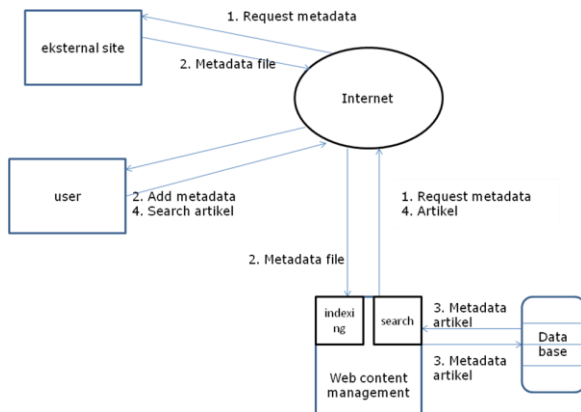 1. Request metadata
eksternal site
2. Metadata file
Internet
user
2. Add metadata
4. Search artikel
1. Request metadata
4. Artikel
2. Metadata file
indexi
ng
search
3. Metadata
artikel
Data
base
3. Metadata
artikel
Web content
management